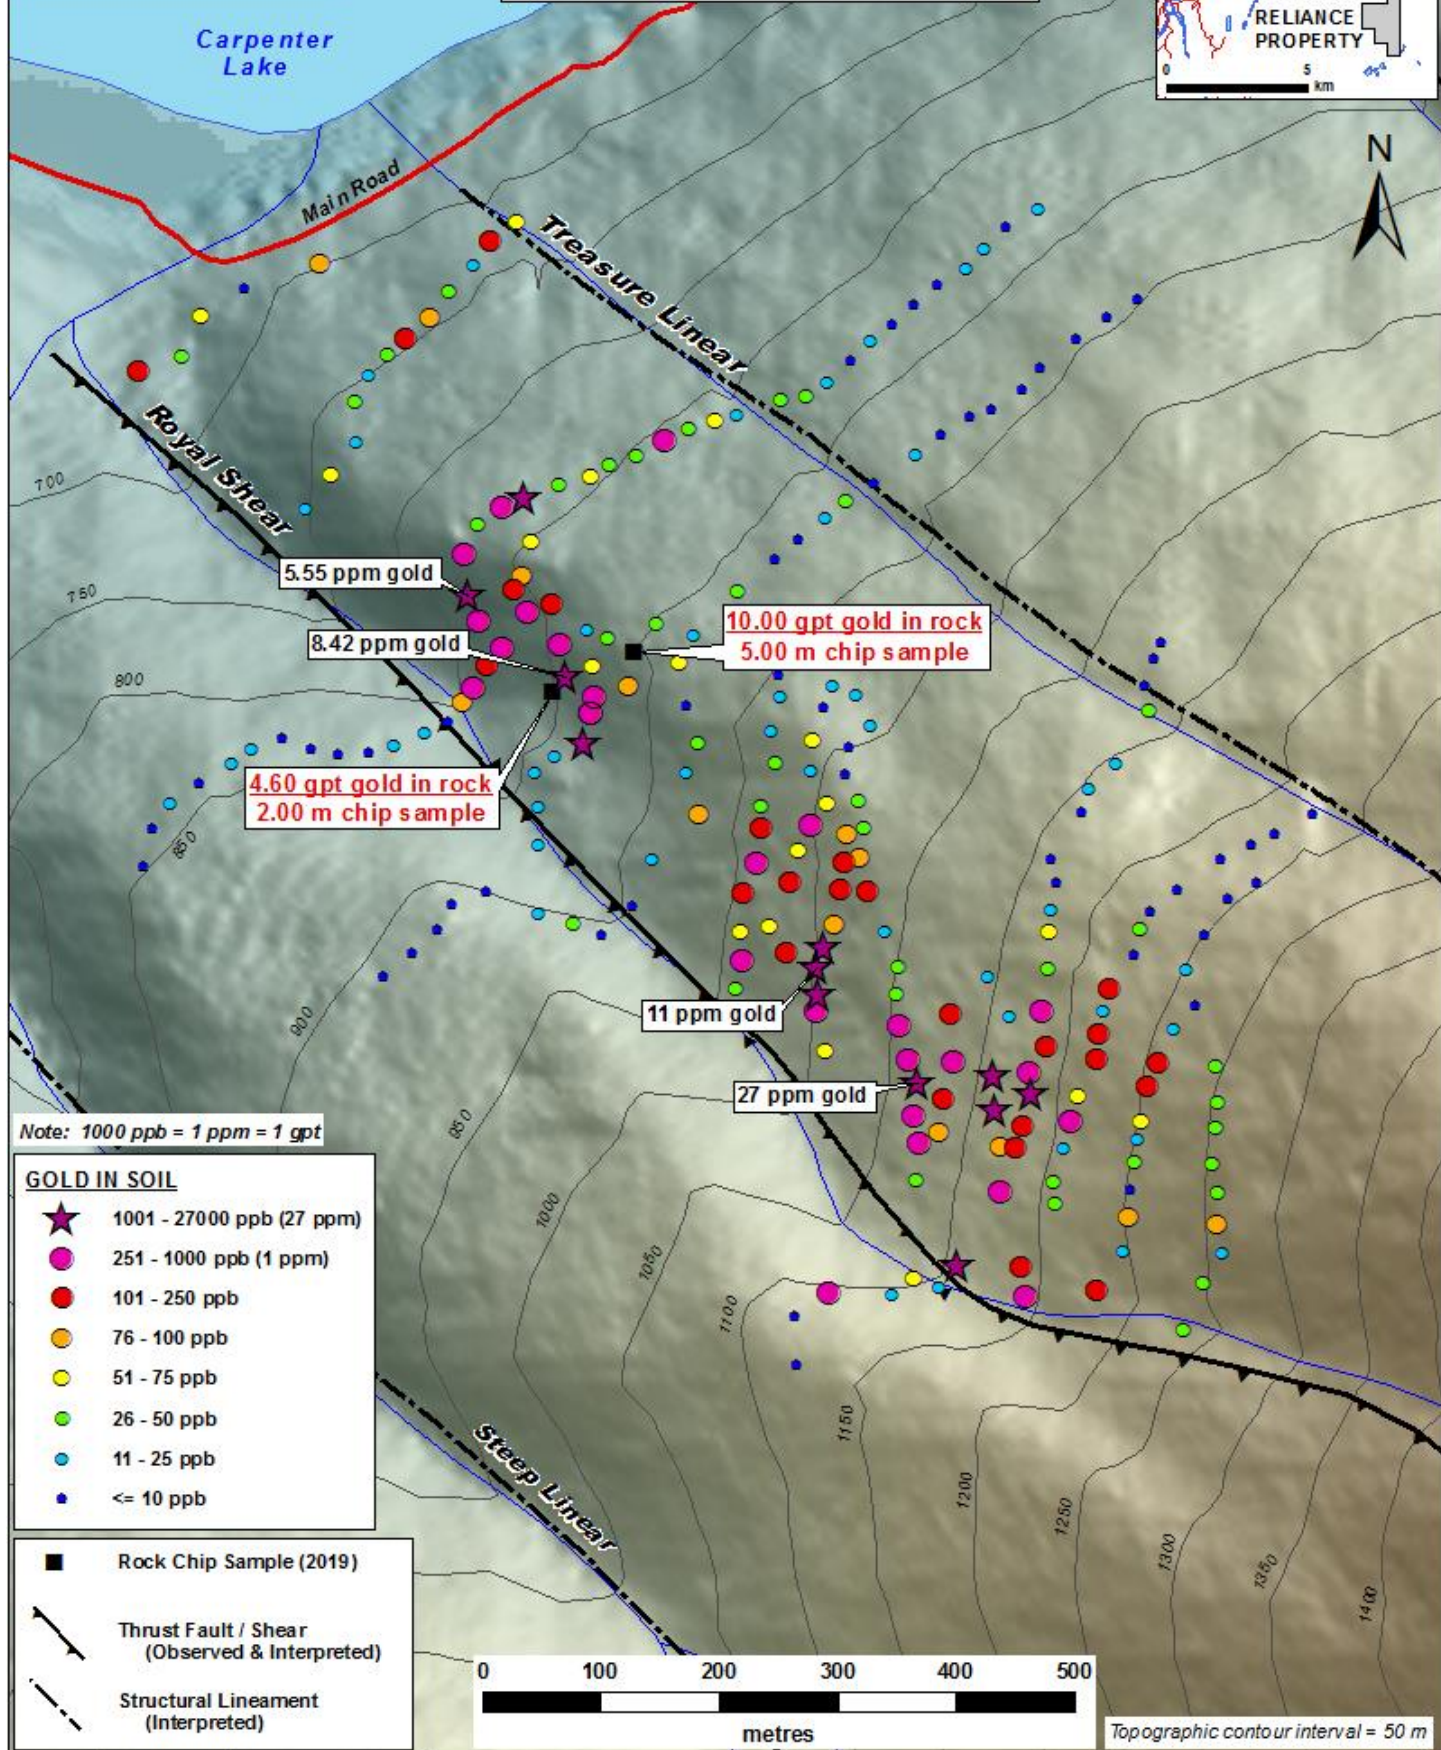 Carpenter
Lake
RELIANCE
PROPERTY
0 5
km
N
Main Road
Treasure Linear
Royal Shear
700
750
800
850
900
950
1000
1050
1100
1150
1200
1250
1300
1350
1400
5.55 ppm gold
8.42 ppm gold
10.00 gpt gold in rock
5.00 m chip sample
4.60 gpt gold in rock
2.00 m chip sample
11 ppm gold
27 ppm gold
Note: 1000 ppb = 1 ppm = 1 gpt
GOLD IN SOIL
1001 - 27000 ppb (27 ppm)
251 - 1000 ppb (1 ppm)
101 - 250 ppb
76 - 100 ppb
51 - 75 ppb
26 - 50 ppb
11 - 25 ppb
<= 10 ppb
Steep Linear
Rock Chip Sample (2019)
Thrust Fault / Shear
(Observed & Interpreted)
Structural Lineament
(Interpreted)
0 100 200 300 400 500
metres
Topographic contour interval = 50 m